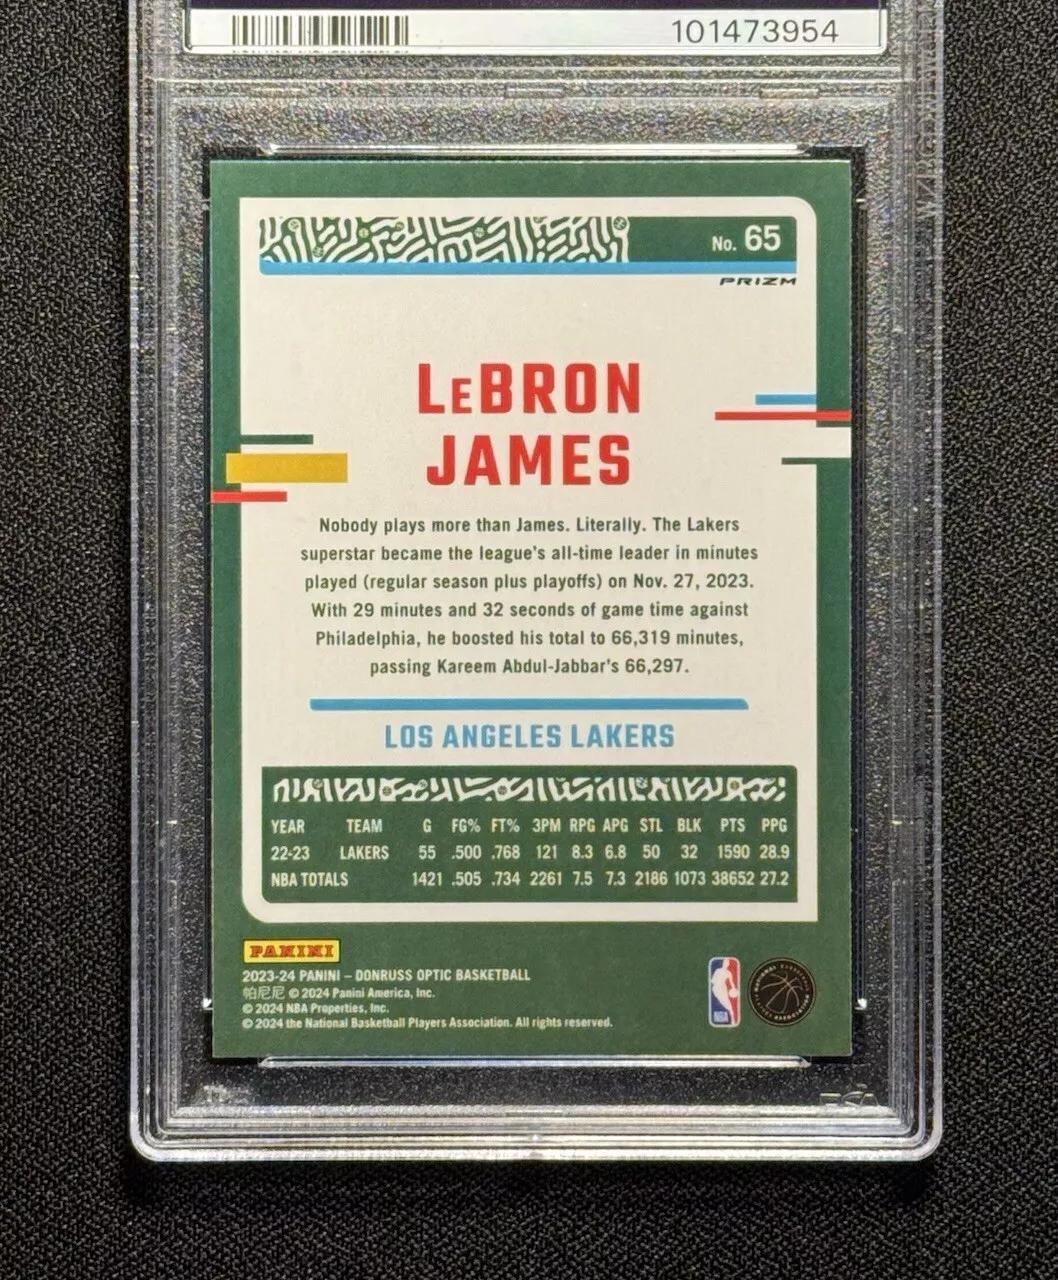 101473954
No. 65
PRIZM
LeBRON
JAMES
Nobody plays more than James. Literally. The Lakers
superstar became the league's all-time leader in minutes
played (regular season plus playoffs) on Nov. 27, 2023.
With 29 minutes and 32 seconds of game time against
Philadelphia, he boosted his total to 66,319 minutes,
passing Kareem Abdul-Jabbar's 66,297.
LOS ANGELES LAKERS
YEAR TEAM G FG% FT% 3PM RPG APG STL BLK PTS PPG
22-23 LAKERS 55 .500 .768 121 8.3 6.8 50 32 1590 28.9
NBA TOTALS 1421 .505 .734 2261 7.5 7.3 2186 1073 38652 27.2
PANINI
2023-24 PANINI – DONRUSS OPTIC BASKETBALL
帕尼尼 © 2024 Panini America, Inc.
© 2024 NBA Properties, Inc.
© 2024 the National Basketball Players Association. All rights reserved.
NBA
PSA